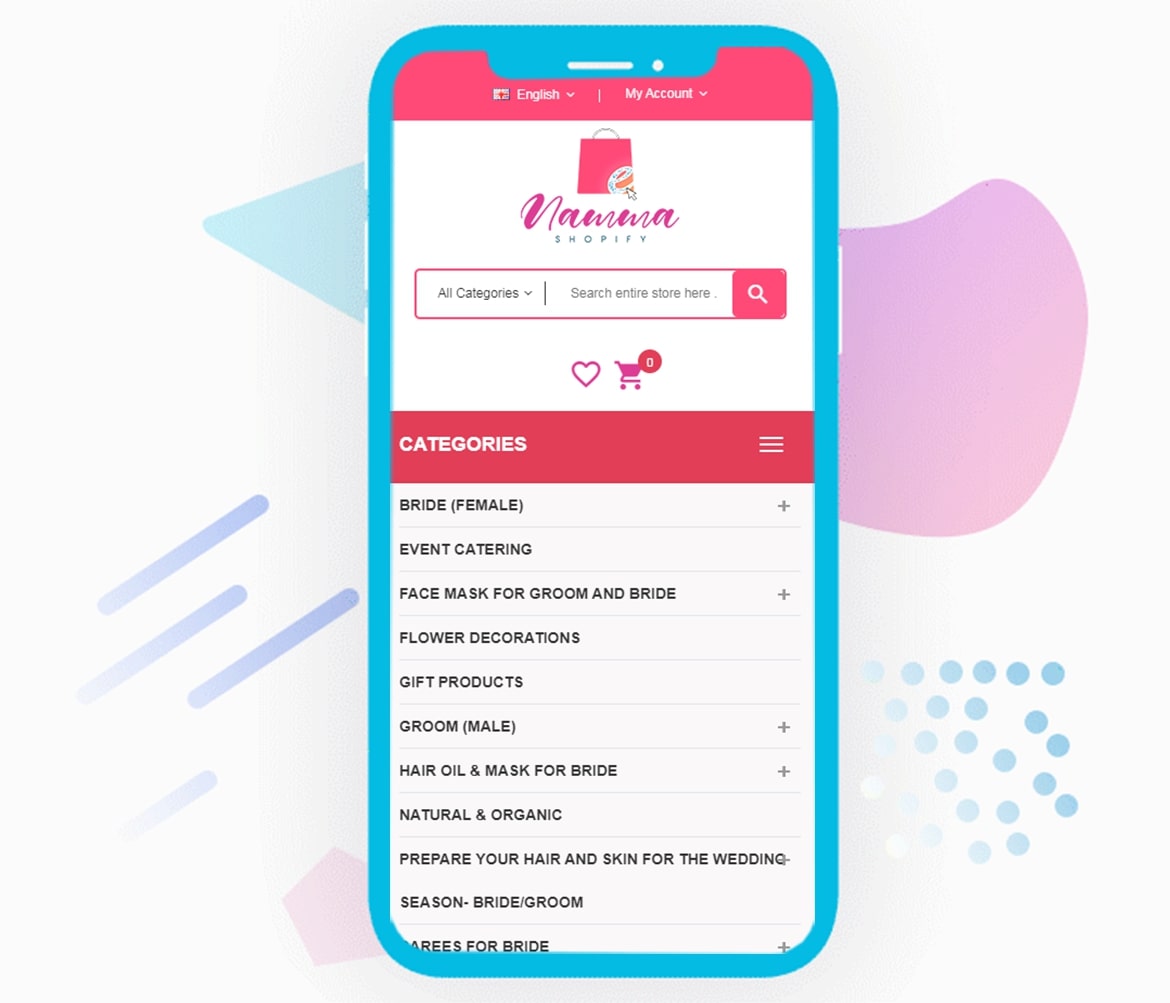 English | My Account
Namma
SHOPIFY
All Categories Search entire store here .
0
CATEGORIES
BRIDE (FEMALE) +
EVENT CATERING
FACE MASK FOR GROOM AND BRIDE +
FLOWER DECORATIONS
GIFT PRODUCTS
GROOM (MALE) +
HAIR OIL & MASK FOR BRIDE +
NATURAL & ORGANIC
PREPARE YOUR HAIR AND SKIN FOR THE WEDDING +
SEASON- BRIDE/GROOM
SAREES FOR BRIDE +